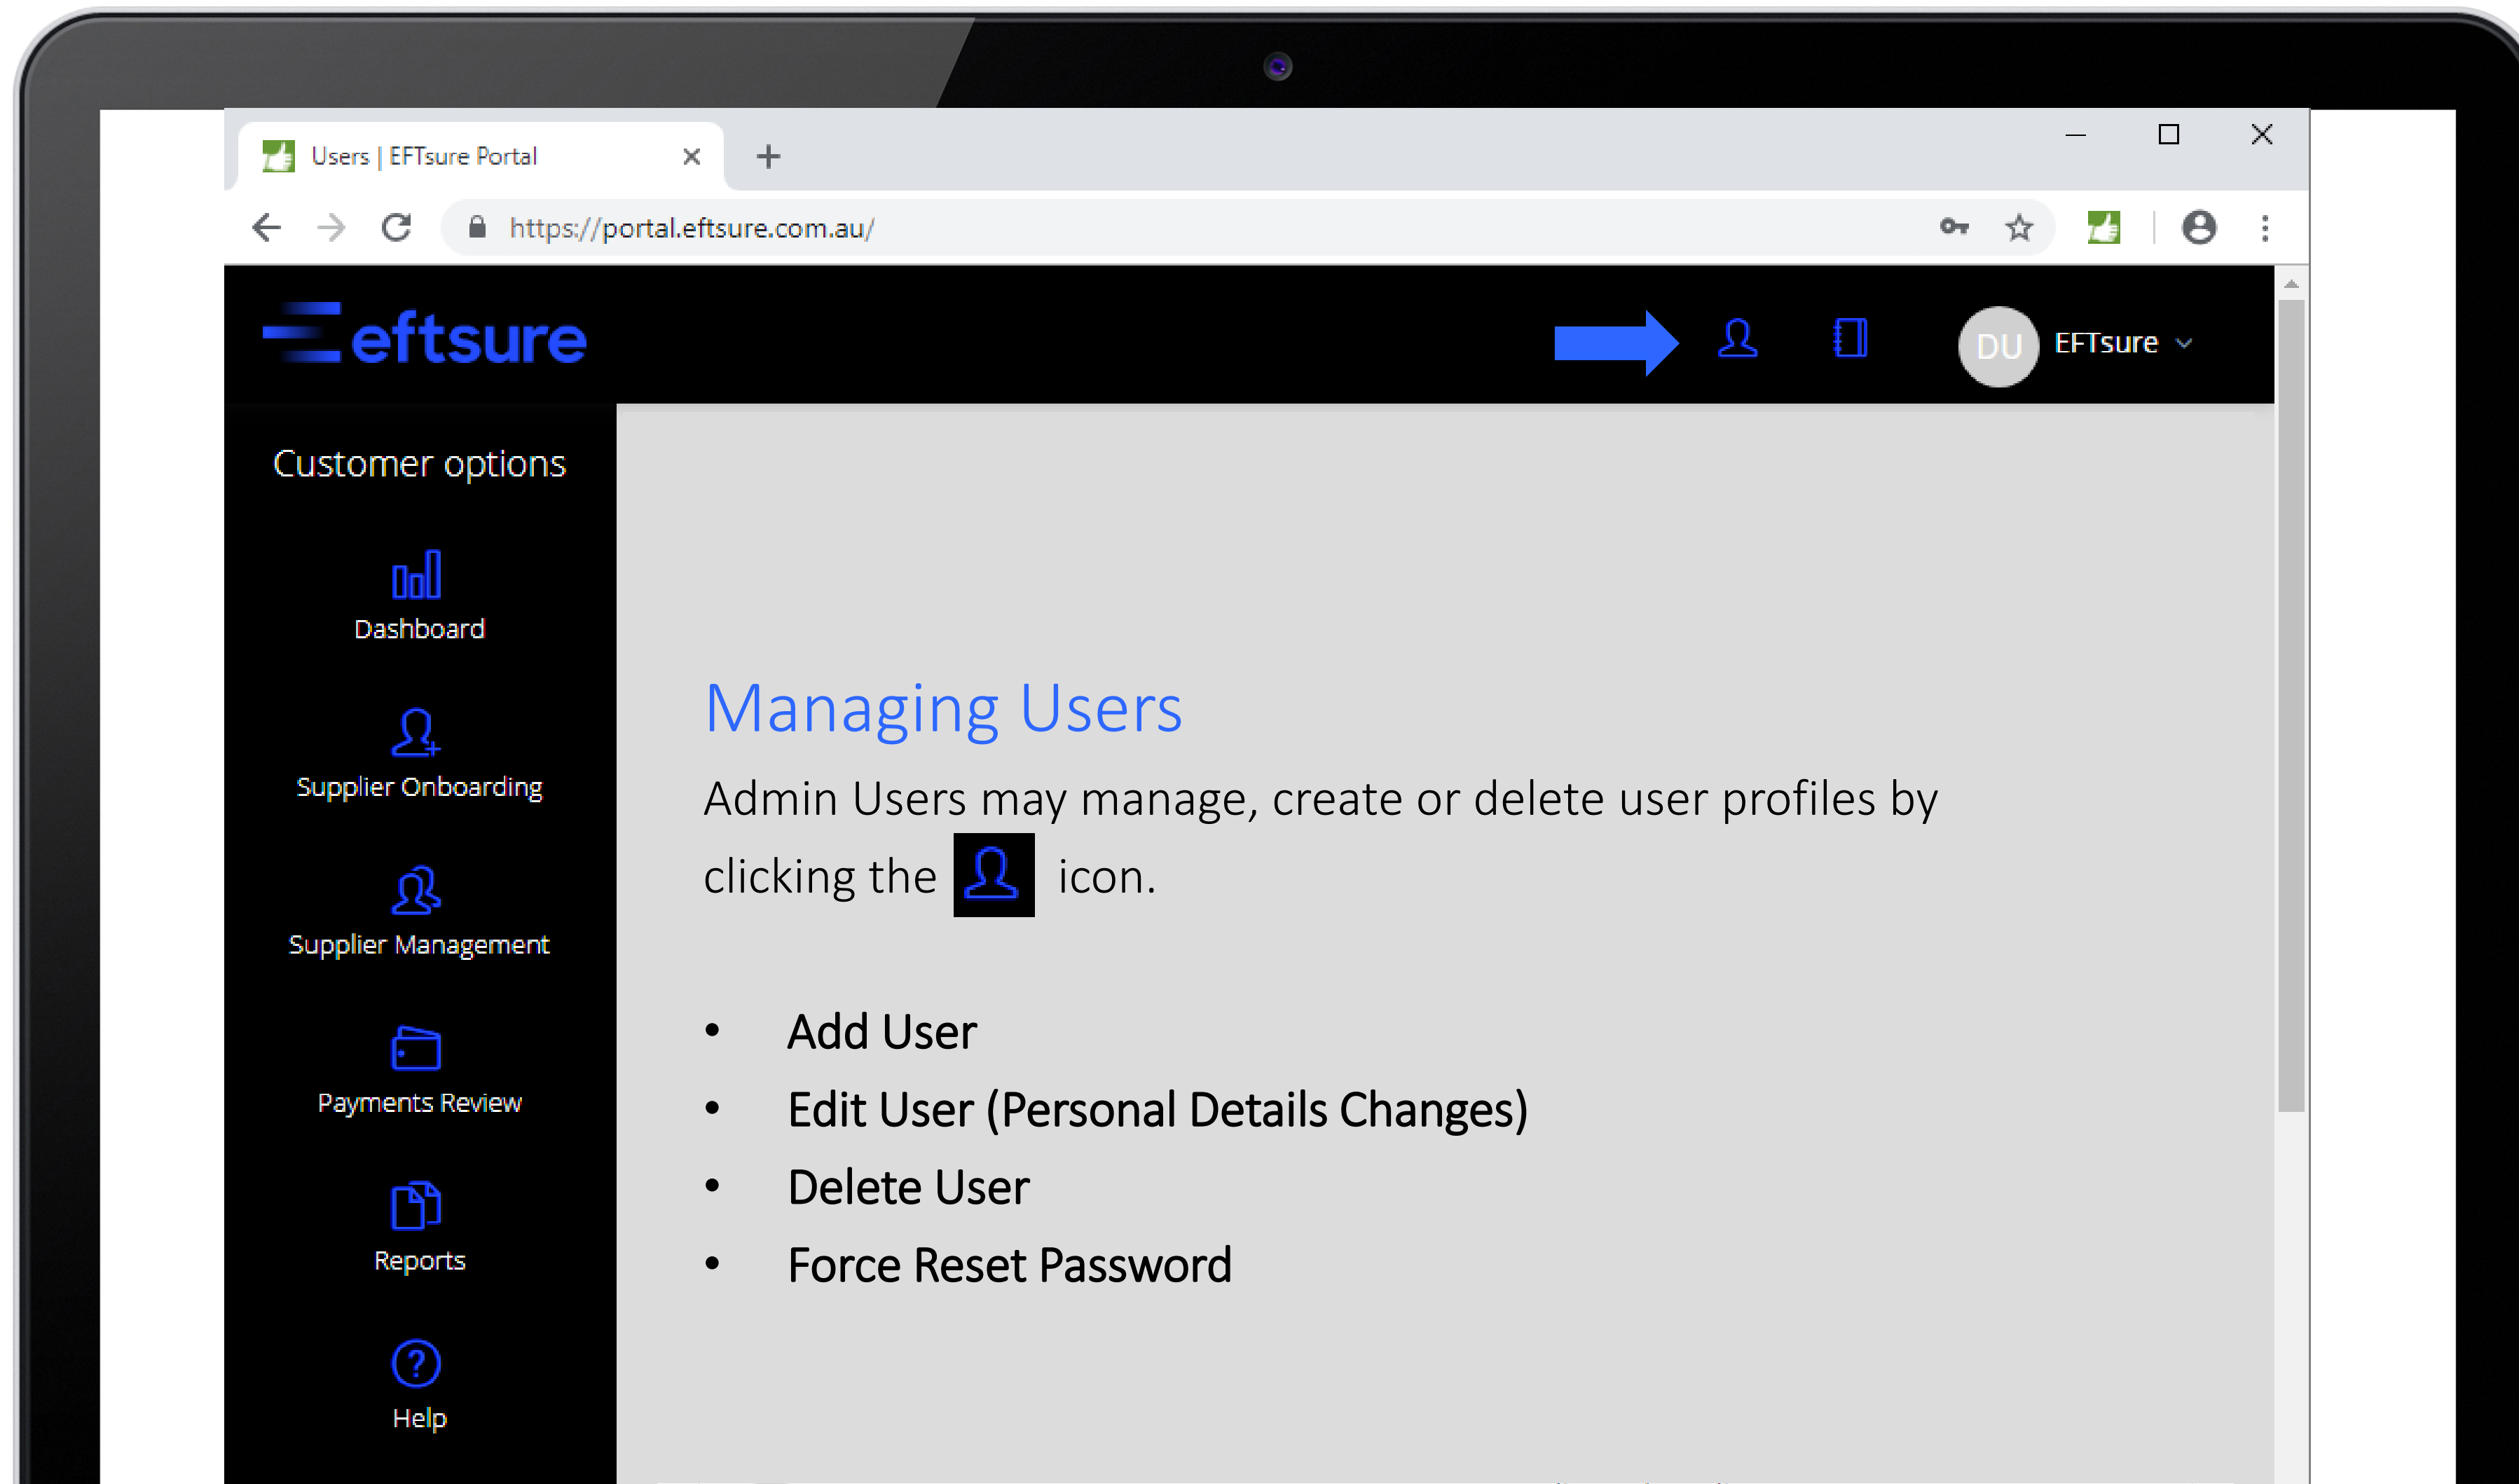 Users | EFTsure Portal
https://portal.eftsure.com.au/
eftsure
DU EFTsure
Customer options
Dashboard
Supplier Onboarding
Supplier Management
Payments Review
Reports
Help
Managing Users
Admin Users may manage, create or delete user profiles by
clicking the icon.
• Add User
• Edit User (Personal Details Changes)
• Delete User
• Force Reset Password